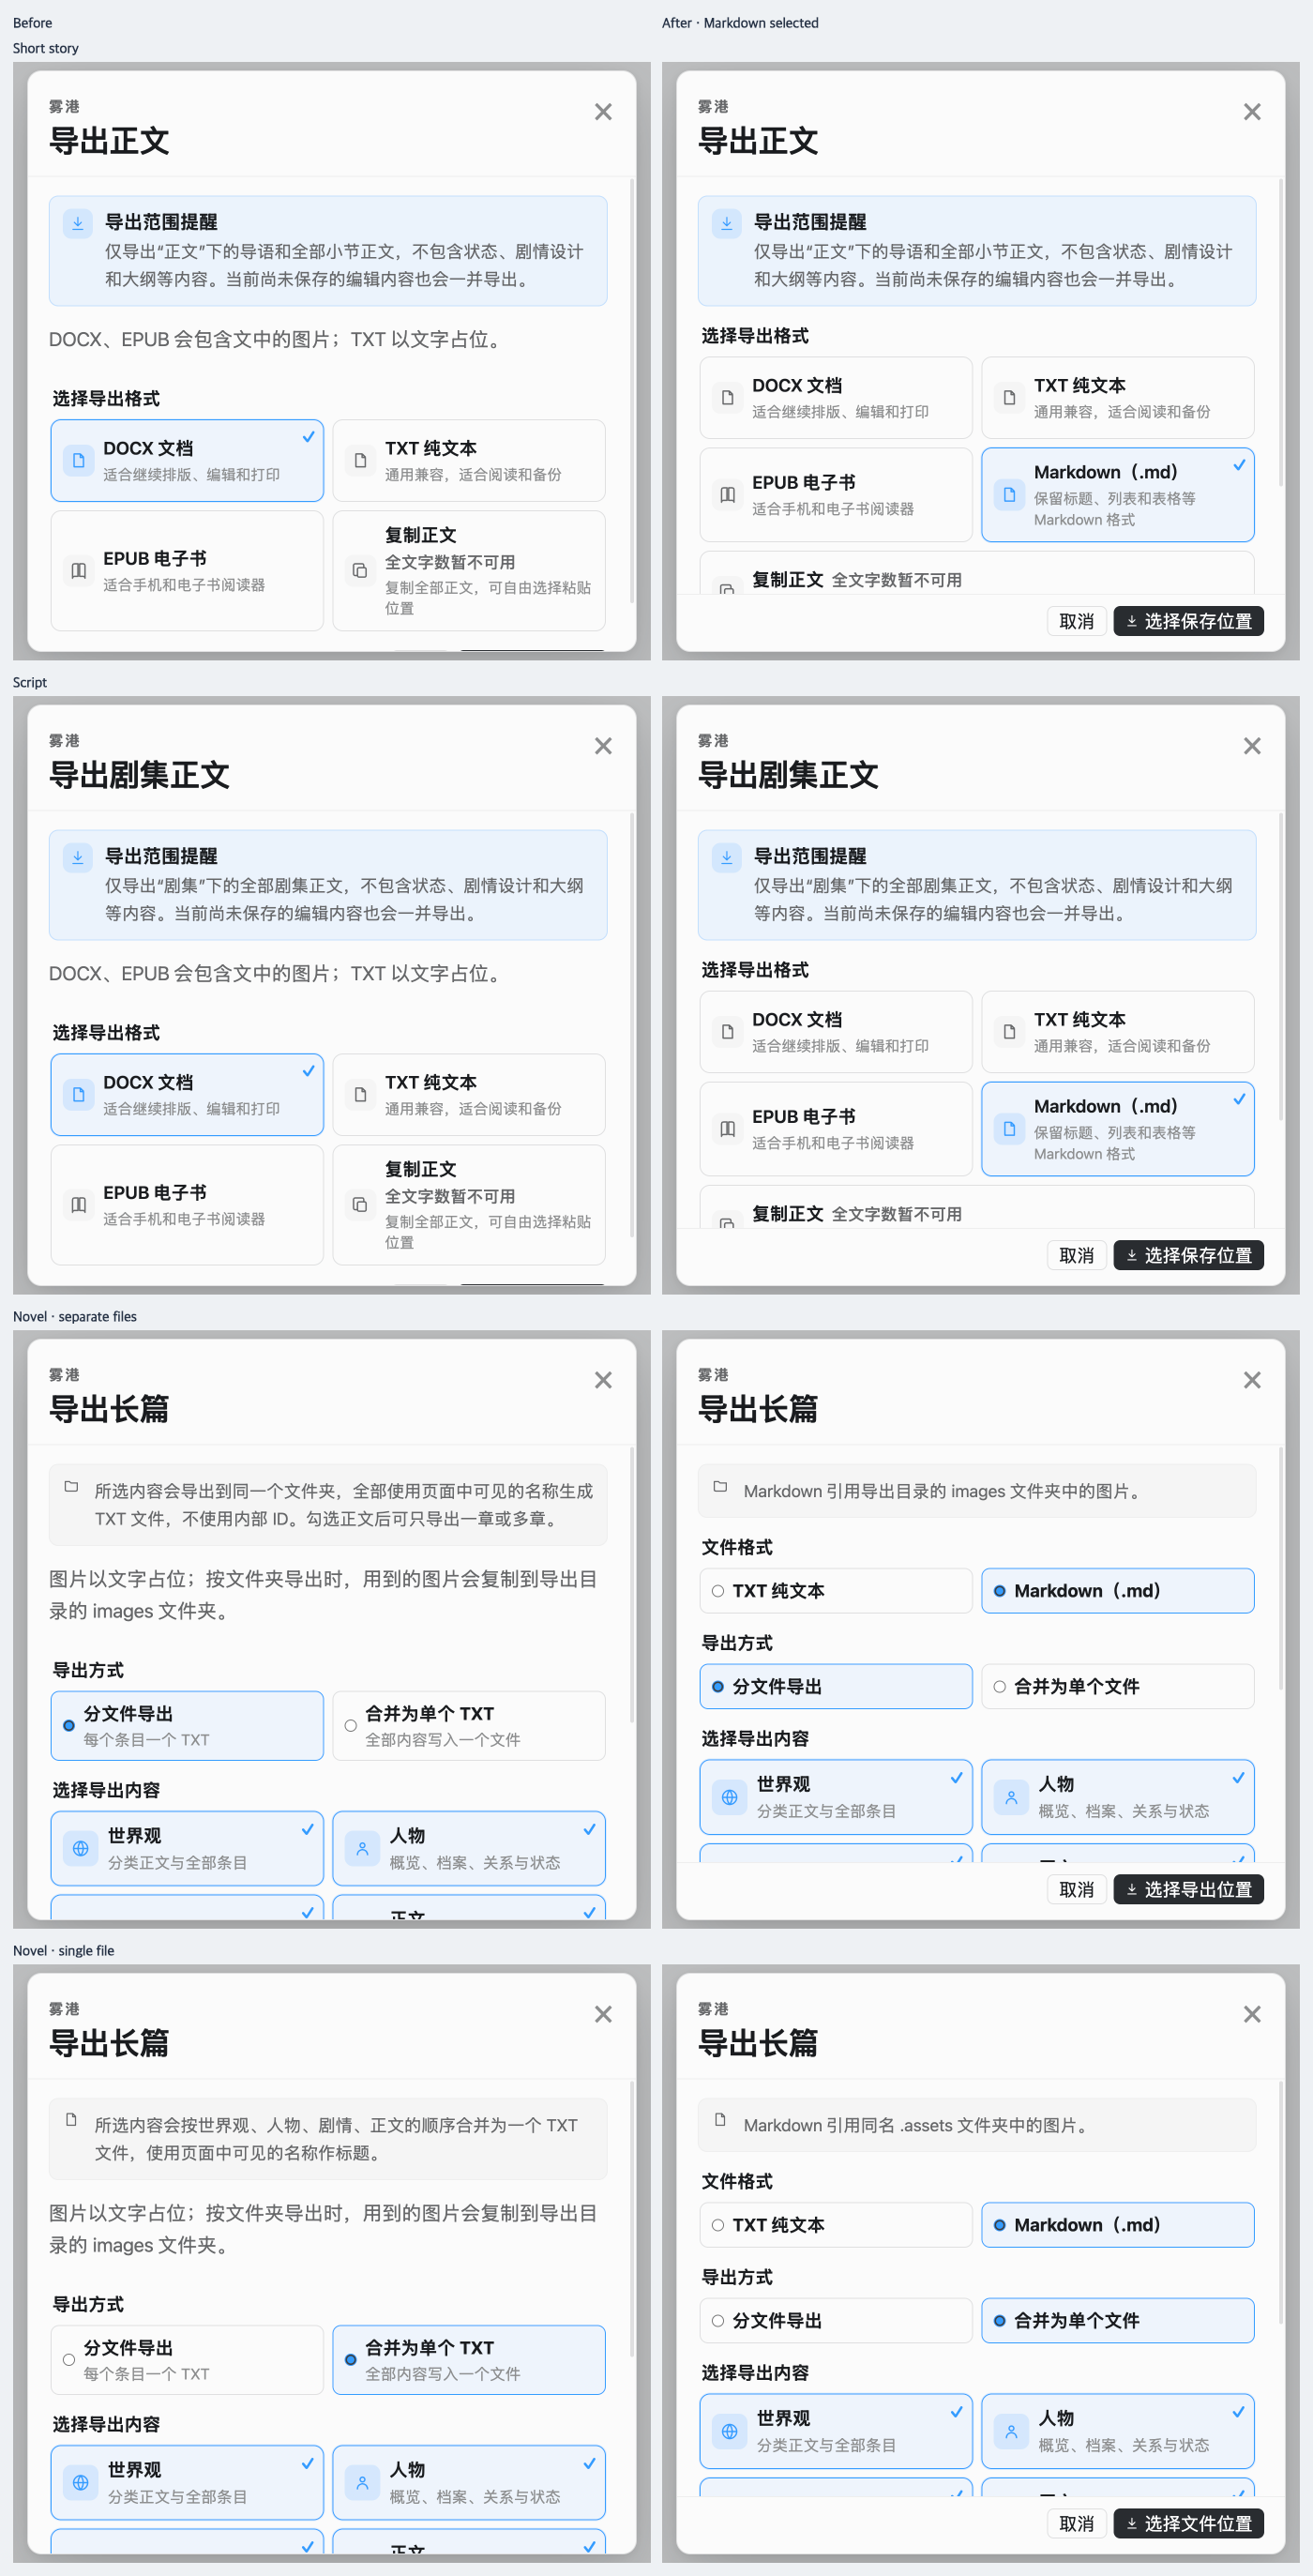 Before
After · Markdown selected
Short story
雾港
导出正文
导出范围提醒
仅导出“正文”下的导语和全部小节正文，不包含状态、剧情设计
和大纲等内容。当前尚未保存的编辑内容也会一并导出。
DOCX、EPUB 会包含文中的图片；TXT 以文字占位。
选择导出格式
DOCX 文档
适合继续排版、编辑和打印
TXT 纯文本
通用兼容，适合阅读和备份
EPUB 电子书
适合手机和电子书阅读器
复制正文
全文字数暂不可用
复制全部正文，可自由选择粘贴
位置
雾港
导出正文
导出范围提醒
仅导出“正文”下的导语和全部小节正文，不包含状态、剧情设计
和大纲等内容。当前尚未保存的编辑内容也会一并导出。
选择导出格式
DOCX 文档
适合继续排版、编辑和打印
TXT 纯文本
通用兼容，适合阅读和备份
EPUB 电子书
适合手机和电子书阅读器
Markdown（.md）
保留标题、列表和表格等
Markdown 格式
复制正文 全文字数暂不可用
取消
选择保存位置
Script
雾港
导出剧集正文
导出范围提醒
仅导出“剧集”下的全部剧集正文，不包含状态、剧情设计和大纲
等内容。当前尚未保存的编辑内容也会一并导出。
DOCX、EPUB 会包含文中的图片；TXT 以文字占位。
选择导出格式
DOCX 文档
适合继续排版、编辑和打印
TXT 纯文本
通用兼容，适合阅读和备份
EPUB 电子书
适合手机和电子书阅读器
复制正文
全文字数暂不可用
复制全部正文，可自由选择粘贴
位置
雾港
导出剧集正文
导出范围提醒
仅导出“剧集”下的全部剧集正文，不包含状态、剧情设计和大纲
等内容。当前尚未保存的编辑内容也会一并导出。
选择导出格式
DOCX 文档
适合继续排版、编辑和打印
TXT 纯文本
通用兼容，适合阅读和备份
EPUB 电子书
适合手机和电子书阅读器
Markdown（.md）
保留标题、列表和表格等
Markdown 格式
复制正文 全文字数暂不可用
取消
选择保存位置
Novel · separate files
雾港
导出长篇
所选内容会导出到同一个文件夹，全部使用页面中可见的名称生成
TXT 文件，不使用内部 ID。勾选正文后可只导出一章或多章。
图片以文字占位；按文件夹导出时，用到的图片会复制到导出目
录的 images 文件夹。
导出方式
分文件导出
每个条目一个 TXT
合并为单个 TXT
全部内容写入一个文件
选择导出内容
世界观
分类正文与全部条目
人物
概览、档案、关系与状态
正文
雾港
导出长篇
Markdown 引用导出目录的 images 文件夹中的图片。
文件格式
TXT 纯文本
Markdown（.md）
导出方式
分文件导出
合并为单个文件
选择导出内容
世界观
分类正文与全部条目
人物
概览、档案、关系与状态
取消
选择导出位置
Novel · single file
雾港
导出长篇
所选内容会按世界观、人物、剧情、正文的顺序合并为一个 TXT
文件，使用页面中可见的名称作标题。
图片以文字占位；按文件夹导出时，用到的图片会复制到导出目
录的 images 文件夹。
导出方式
分文件导出
每个条目一个 TXT
合并为单个 TXT
全部内容写入一个文件
选择导出内容
世界观
分类正文与全部条目
人物
概览、档案、关系与状态
正文
雾港
导出长篇
Markdown 引用同名 .assets 文件夹中的图片。
文件格式
TXT 纯文本
Markdown（.md）
导出方式
分文件导出
合并为单个文件
选择导出内容
世界观
分类正文与全部条目
人物
概览、档案、关系与状态
取消
选择文件位置